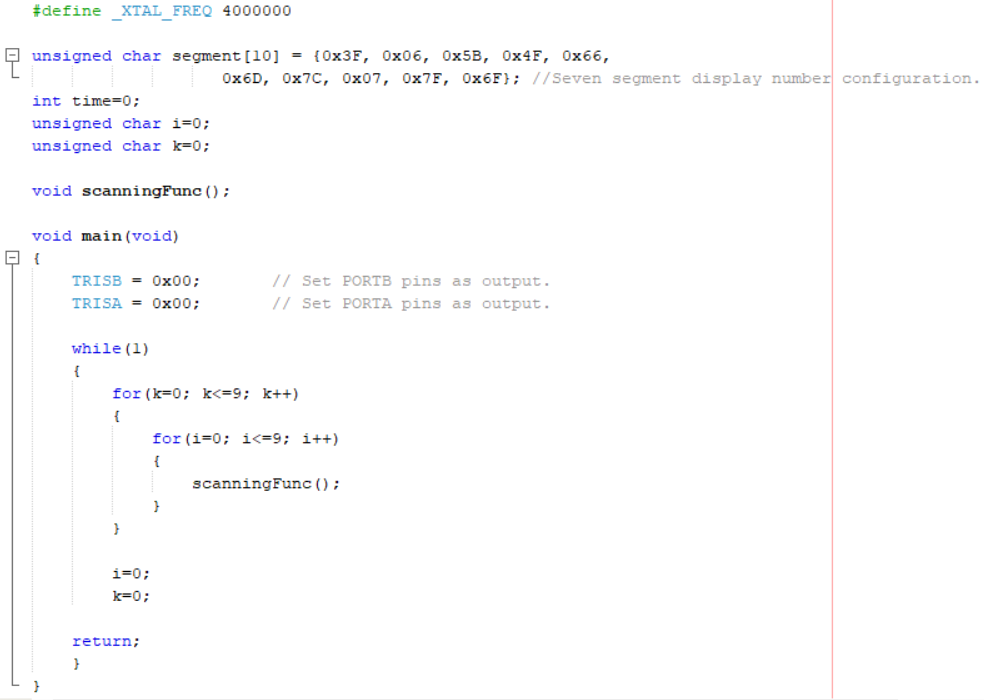 #define _XTAL_FREQ 4000000
unsigned char segment[10] = {0x3F, 0x06, 0x5B, 0x4F, 0x66,
0x6D, 0x7C, 0x07, 0x7F, 0x6F}; //Seven segment display number configuration.
int time=0;
unsigned char i=0;
unsigned char k=0;
void scanningFunc();
void main(void)
{
TRISB = 0x00; // Set PORTB pins as output.
TRISA = 0x00; // Set PORTA pins as output.
while(1)
{
for(k=0; k<=9; k++)
{
for(i=0; i<=9; i++)
{
scanningFunc();
}
}
i=0;
k=0;
return;
}
}